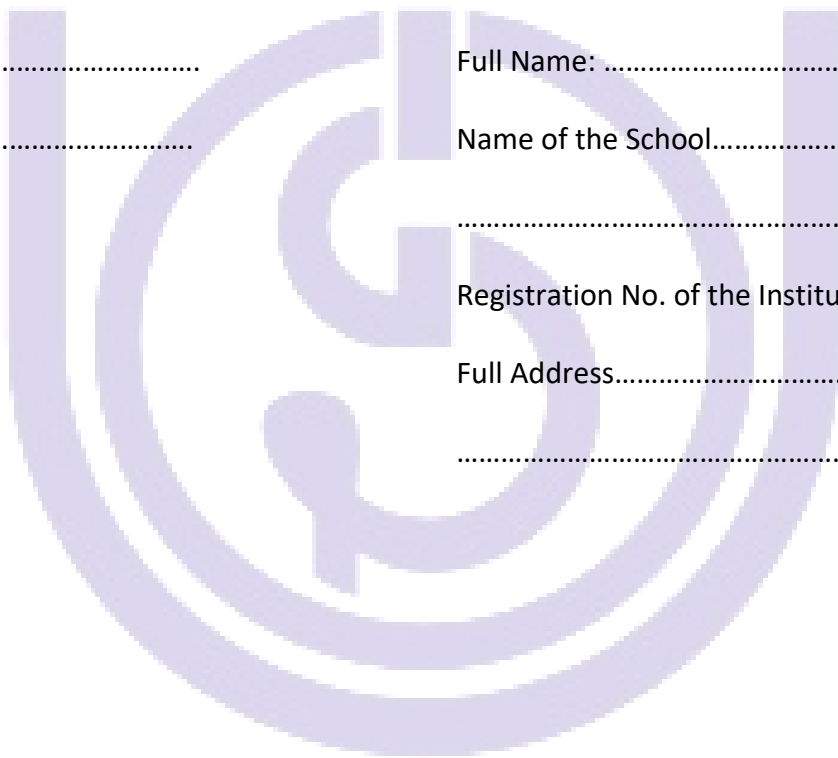 ........................... Full Name: ................................
Name of the School.................
...................................................
Registration No. of the Institu
Full Address...............................
...................................................